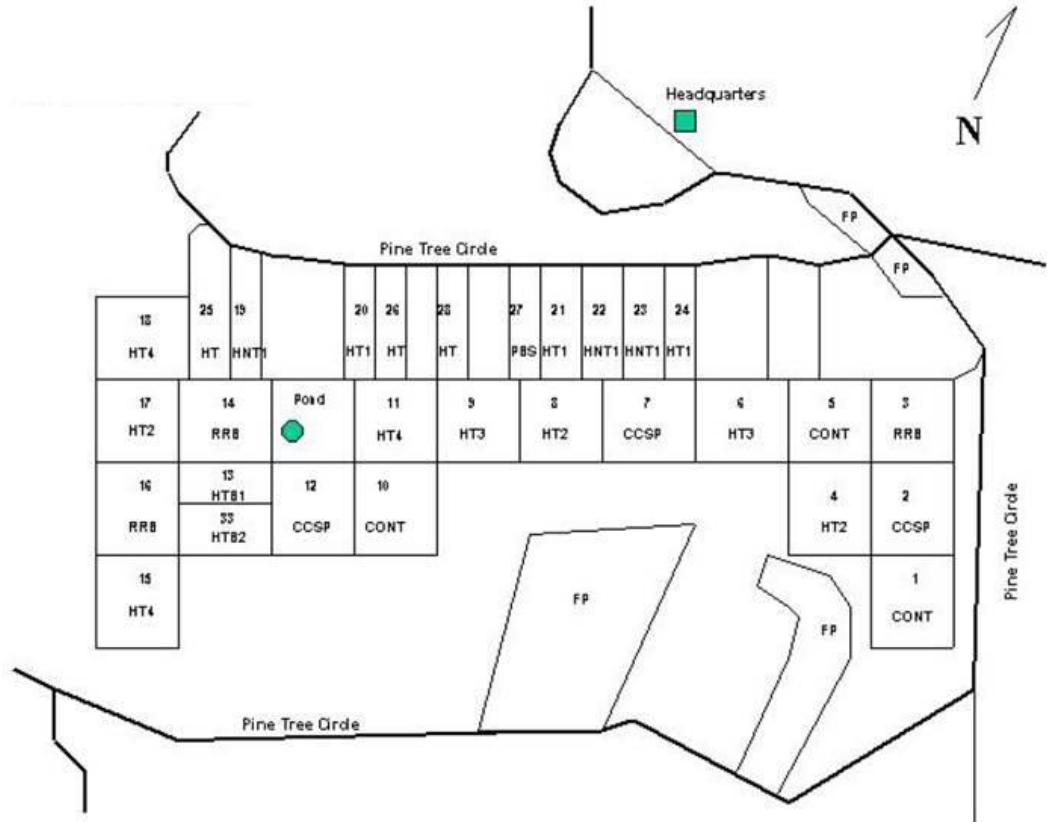 Headquarters
N
FP
FP
Pine Tree Circle
25
19
20
26
28
27
21
22
23
24
18
HT
HNT1
HT1
HT
HT
PBS
HT1
HNT1
HNT1
HT1
HT4
17
14
Pond
11
9
8
7
6
5
3
HT2
RRB
HT4
HT3
HT2
CCSP
HT3
CONT
RRB
16
13
12
10
4
2
HTB1
RRB
33
CCSP
CONT
HT2
CCSP
HTB2
Pine Tree Circle
15
1
HT4
FP
CONT
FP
Pine Tree Circle